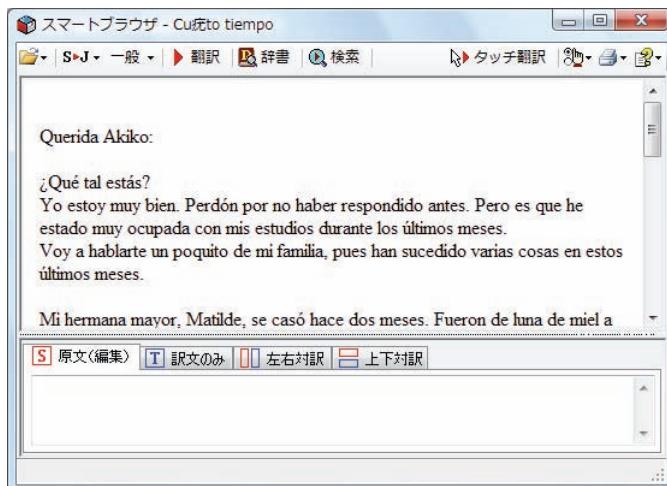 スマートブラウザ - Cu疣to tiempo
S▶J 一般 翻訳 辞書 検索 タッチ翻訳
Querida Akiko:
¿Qué tal estás?
Yo estoy muy bien. Perdón por no haber respondido antes. Pero es que he
estado muy ocupada con mis estudios durante los últimos meses.
Voy a hablarte un poquito de mi familia, pues han sucedido varias cosas en estos
últimos meses.
Mi hermana mayor, Matilde, se casó hace dos meses. Fueron de luna de miel a
S 原文(編集) T 訳文のみ 左右対訳 上下対訳